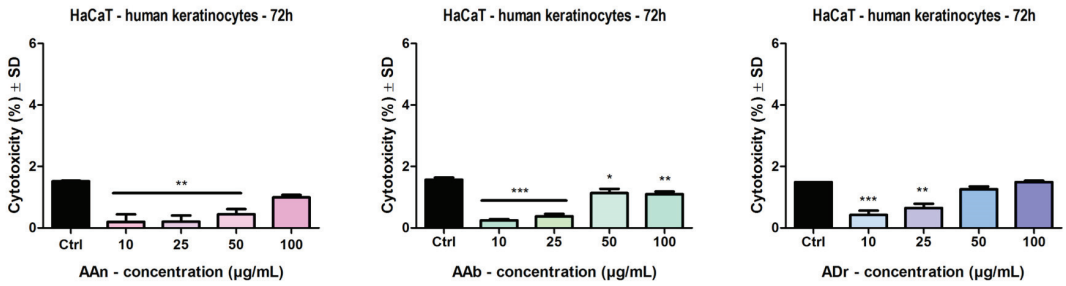 HaCaT - human keratinocytes - 72h
Cytotoxicity (%) ± SD
6
4
2
0
**
Ctrl 10 25 50 100
AAn - concentration (µg/mL)
HaCaT - human keratinocytes - 72h
Cytotoxicity (%) ± SD
6
4
2
0
***
*
**
Ctrl 10 25 50 100
AAb - concentration (µg/mL)
HaCaT - human keratinocytes - 72h
Cytotoxicity (%) ± SD
6
4
2
0
***
**
Ctrl 10 25 50 100
ADr - concentration (µg/mL)